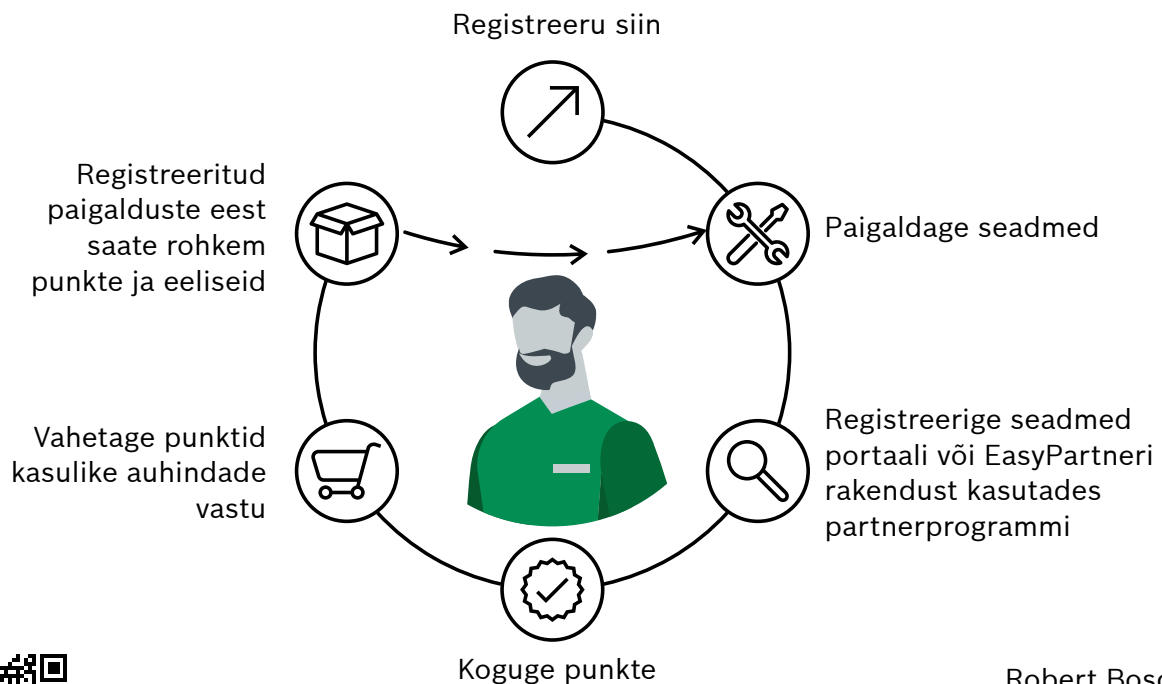 Registreeru siin
Registreeritud
paigalduste eest
saate rohkem
punkte ja eeliseid
Paigaldage seadmed
Vahetage punktid
kasulike auhindade
vastu
Registreerige seadmed
portaali või EasyPartneri
rakendust kasutades
partnerprogrammi
Koguge punkte
Robert